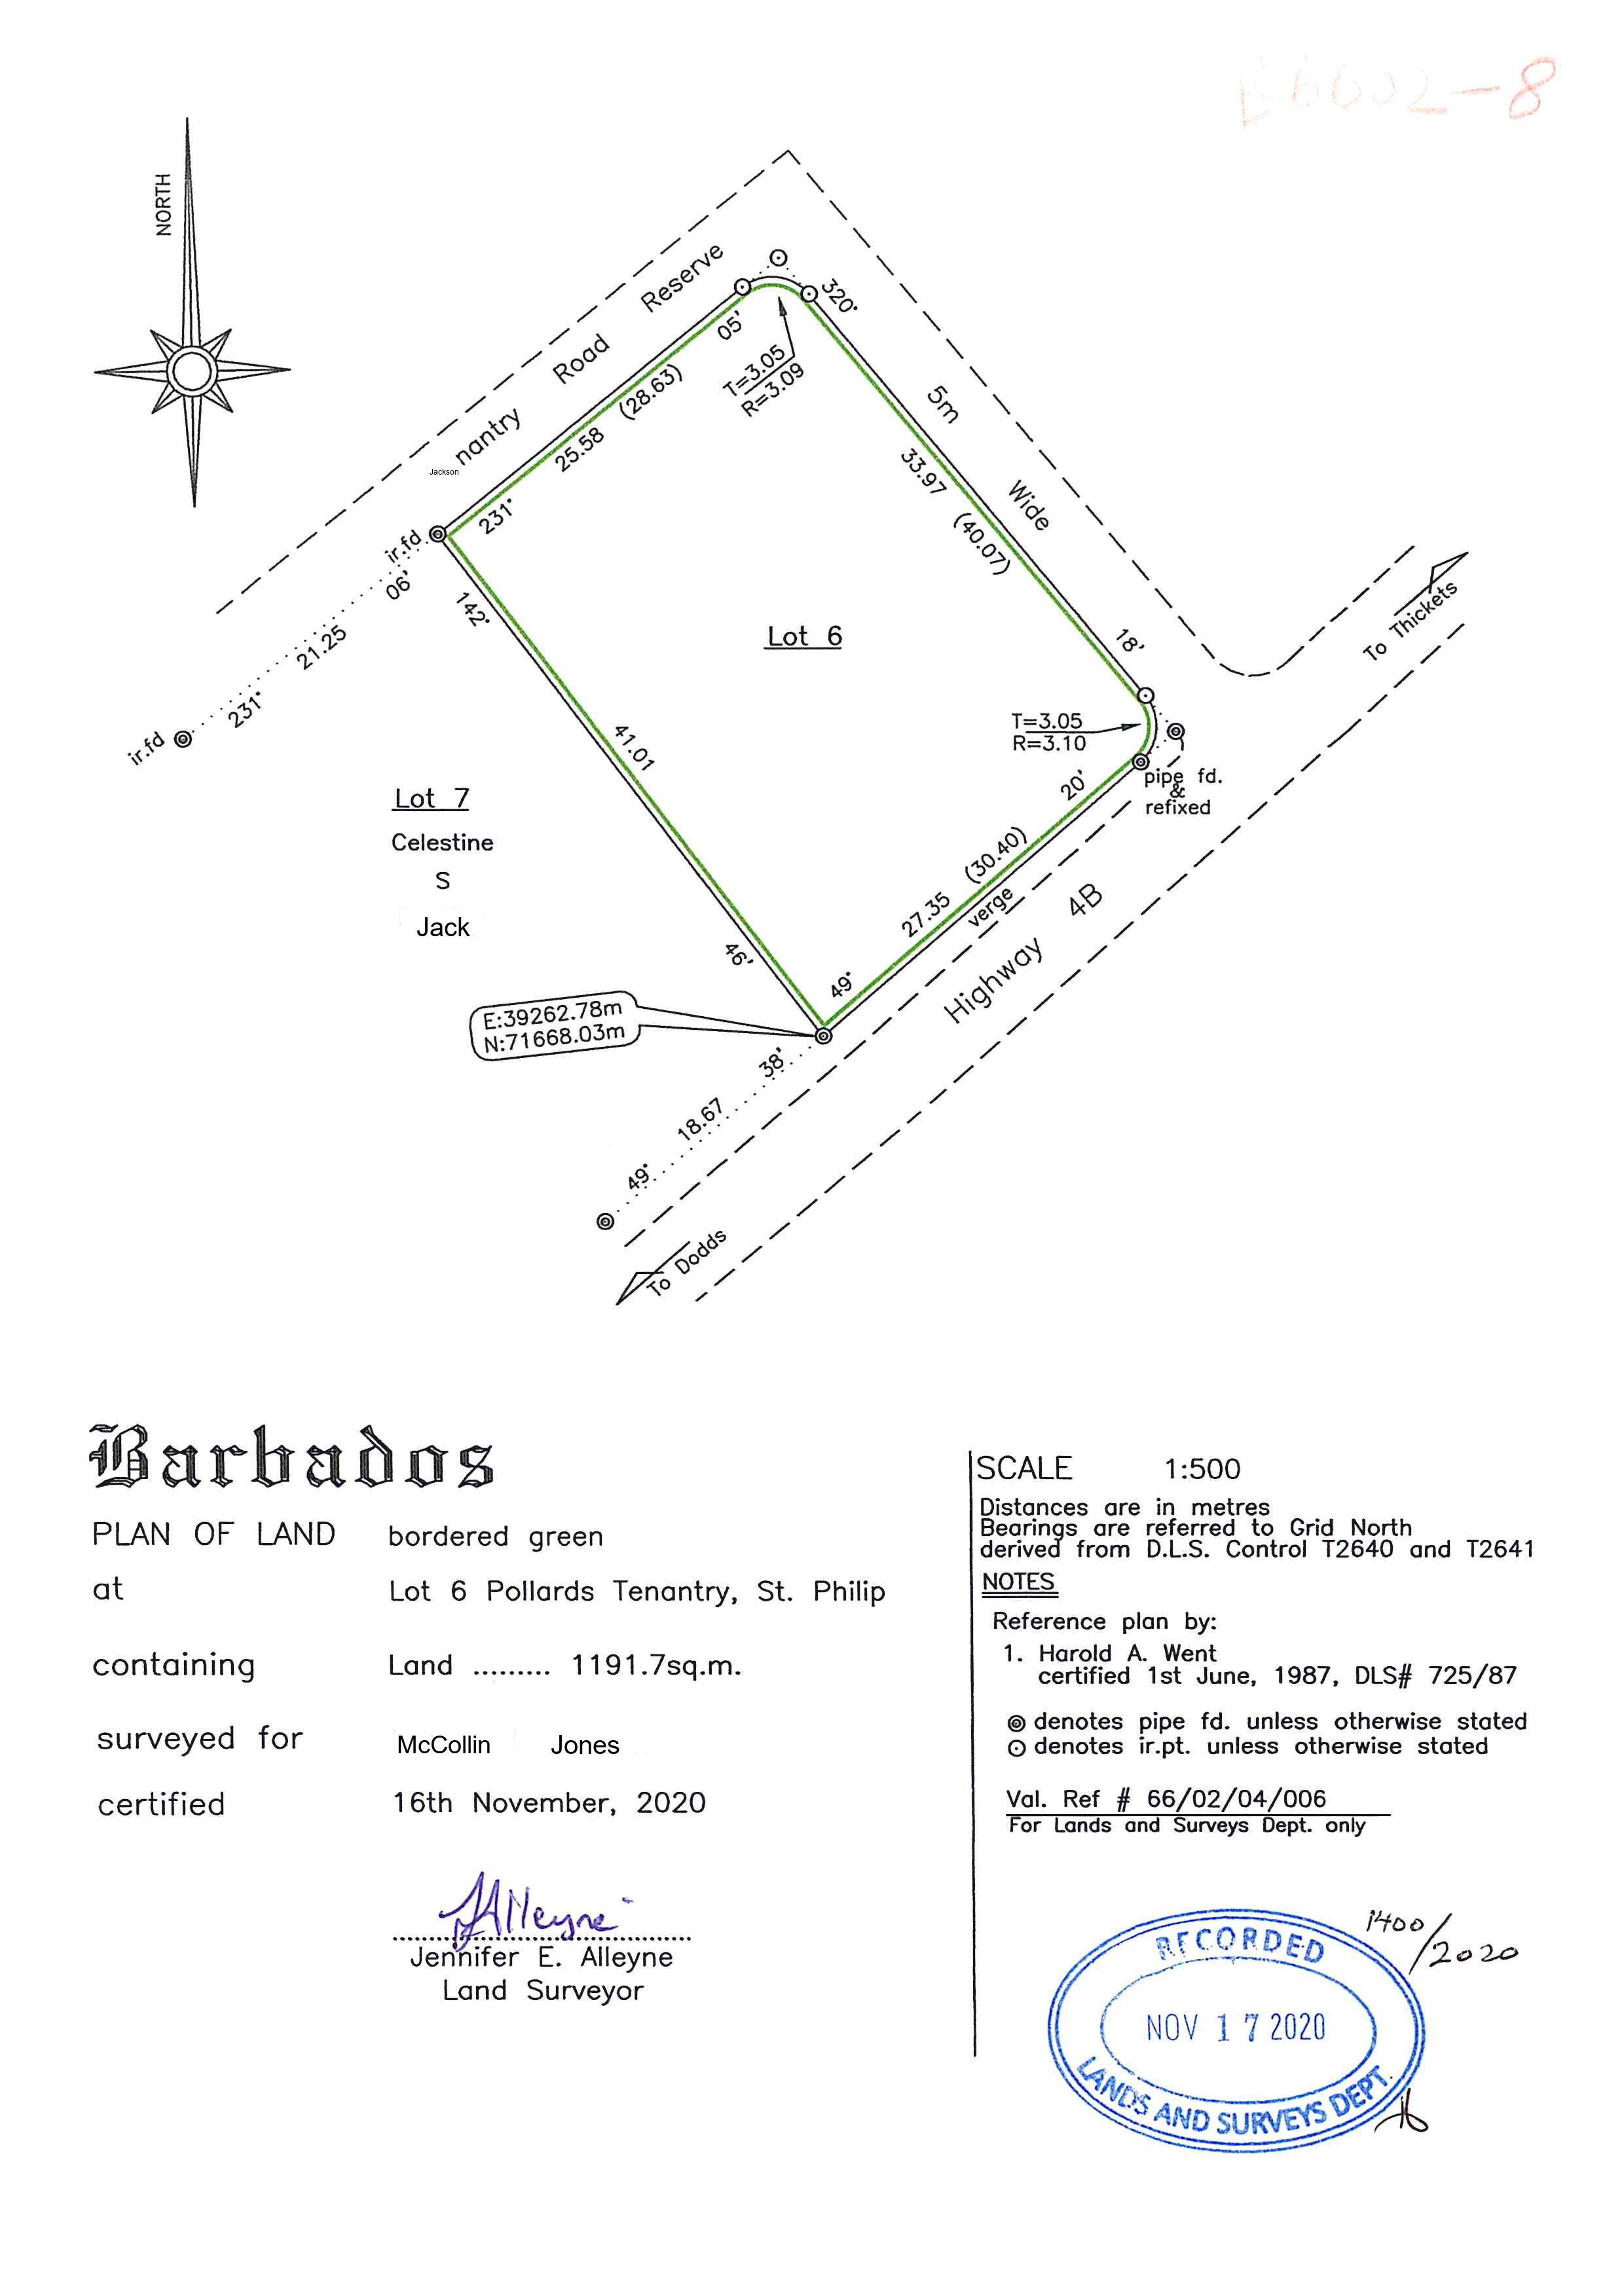 B6602-8
NORTH
Jackson
nantry Road Reserve
320°
05'
T=3.05
R=3.09
5m Wide
25.58 (28.63)
231°
33.97 (40.07)
18'
ir.fd
06'
21.25
231°
ir.fd
142°
41.01
46'
Lot 6
To Thickets
T=3.05
R=3.10
pipe fd.
&
refixed
20'
27.35 (30.40)
49°
verge
Highway 4B
Lot 7
Celestine
S
Jack
E:39262.78m
N:71668.03m
38'
18.67
49°
To Dodds
Barbados
PLAN OF LAND bordered green
at Lot 6 Pollards Tenantry, St. Philip
containing Land ......... 1191.7sq.m.
surveyed for McCollin Jones
certified 16th November, 2020
JAlleyne
Jennifer E. Alleyne
Land Surveyor
SCALE 1:500
Distances are in metres
Bearings are referred to Grid North
derived from D.L.S. Control T2640 and T2641
NOTES
Reference plan by:
1. Harold A. Went
certified 1st June, 1987, DLS# 725/87
denotes pipe fd. unless otherwise stated
denotes ir.pt. unless otherwise stated
Val. Ref # 66/02/04/006
For Lands and Surveys Dept. only
1400/2020
RECORDED
NOV 17 2020
LANDS AND SURVEYS DEPT.